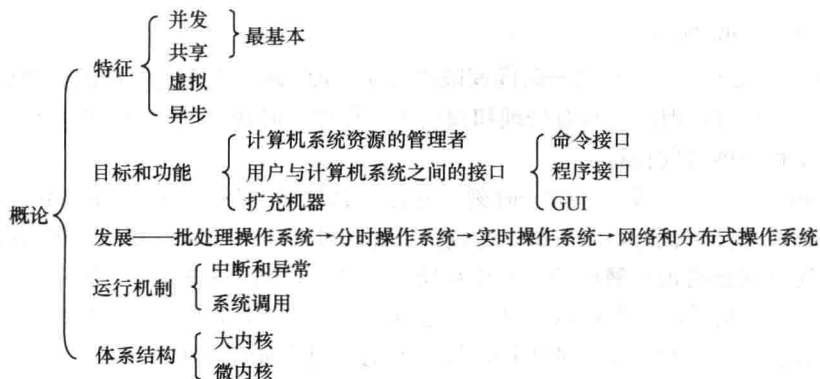 概论
特征
并发
共享
最基本
虚拟
异步
目标和功能
计算机系统资源的管理者
用户与计算机系统之间的接口
命令接口
程序接口
GUI
扩充机器
发展——批处理操作系统→分时操作系统→实时操作系统→网络和分布式操作系统
运行机制
中断和异常
系统调用
体系结构
大内核
微内核